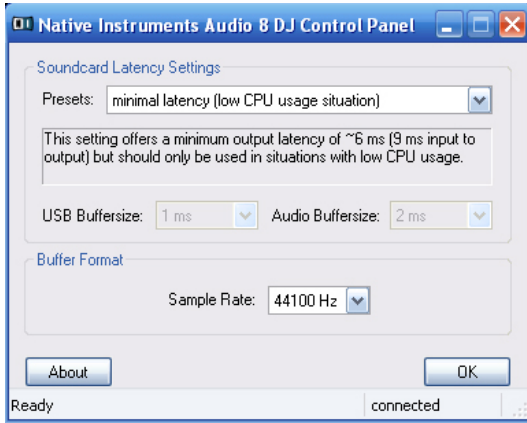 Native Instruments Audio 8 DJ Control Panel
Soundcard Latency Settings
Presets: minimal latency (low CPU usage situation)
This setting offers a minimum output latency of ~6 ms (9 ms input to
output) but should only be used in situations with low CPU usage.
USB Buffersize: 1 ms Audio Buffersize: 2 ms
Buffer Format
Sample Rate: 44100 Hz
About OK
Ready connected